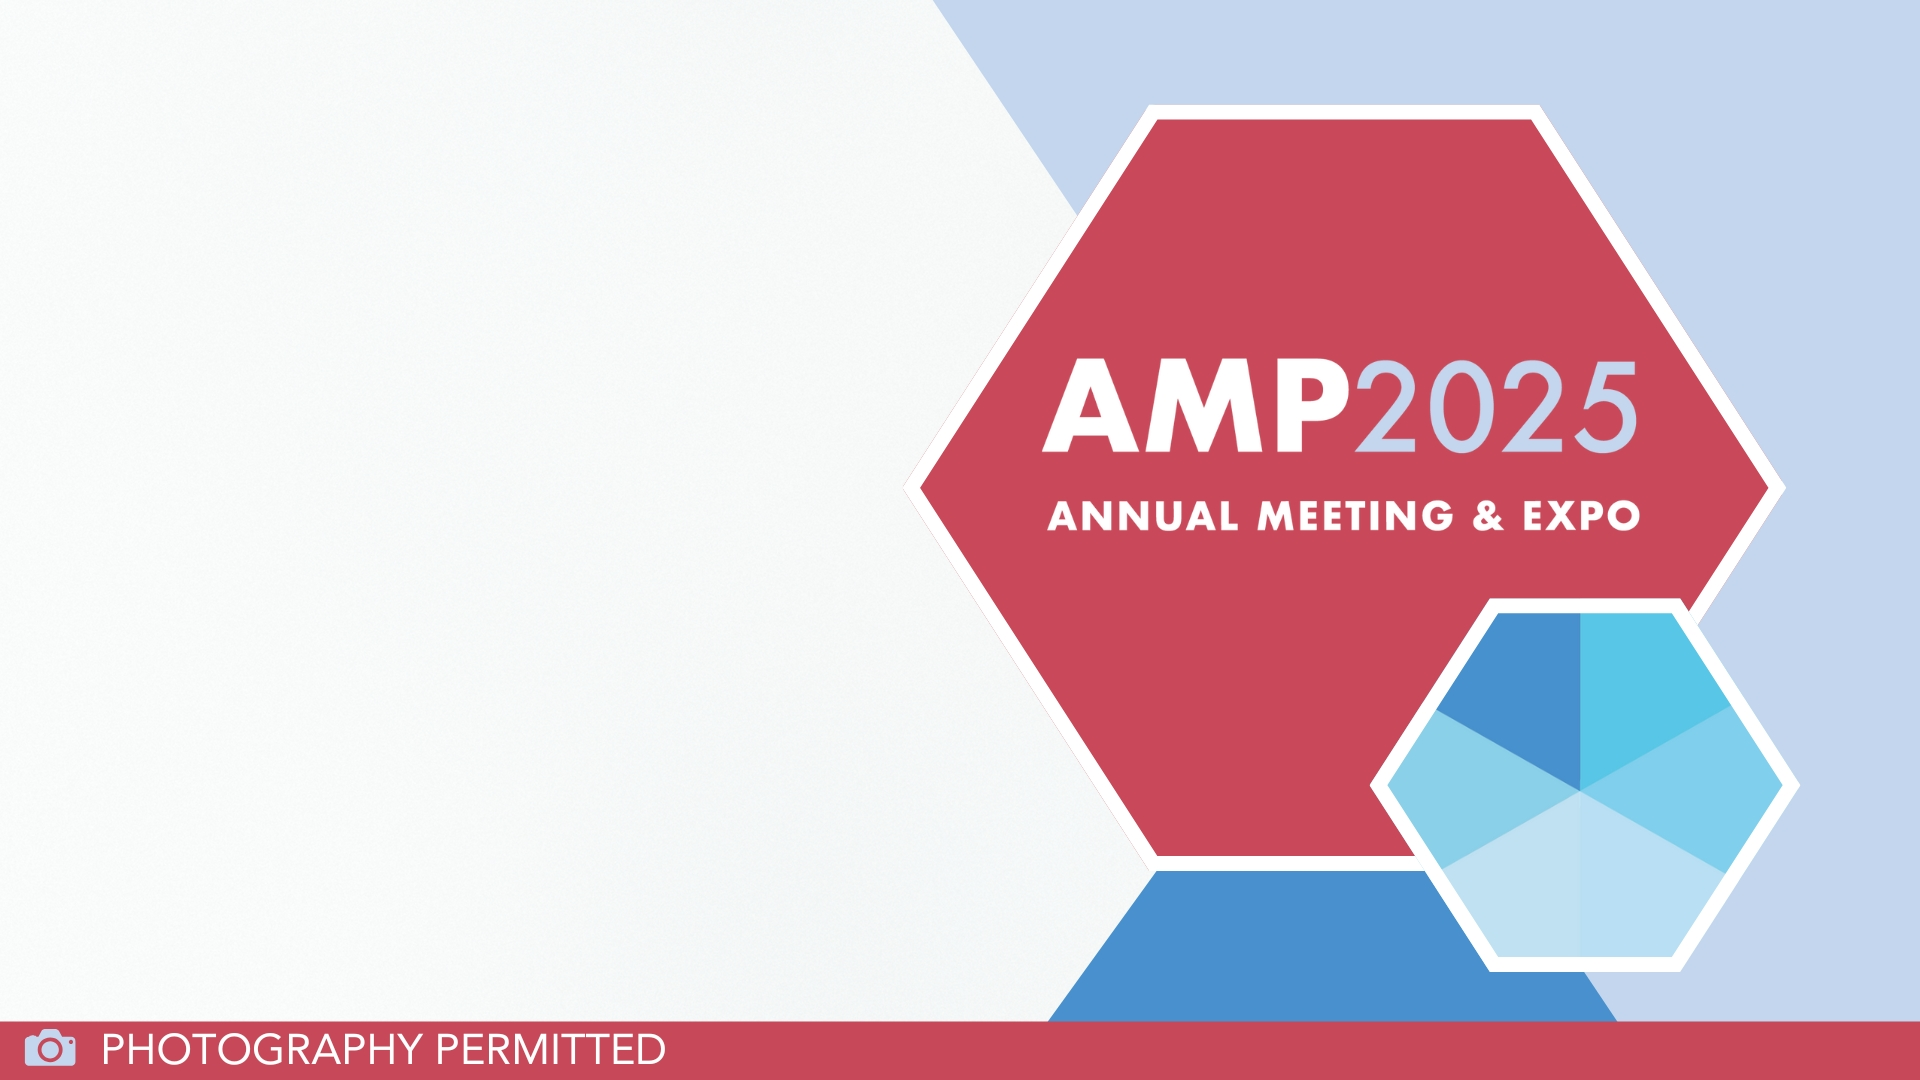 AMP2025
ANNUAL MEETING & EXPO
PHOTOGRAPHY PERMITTED